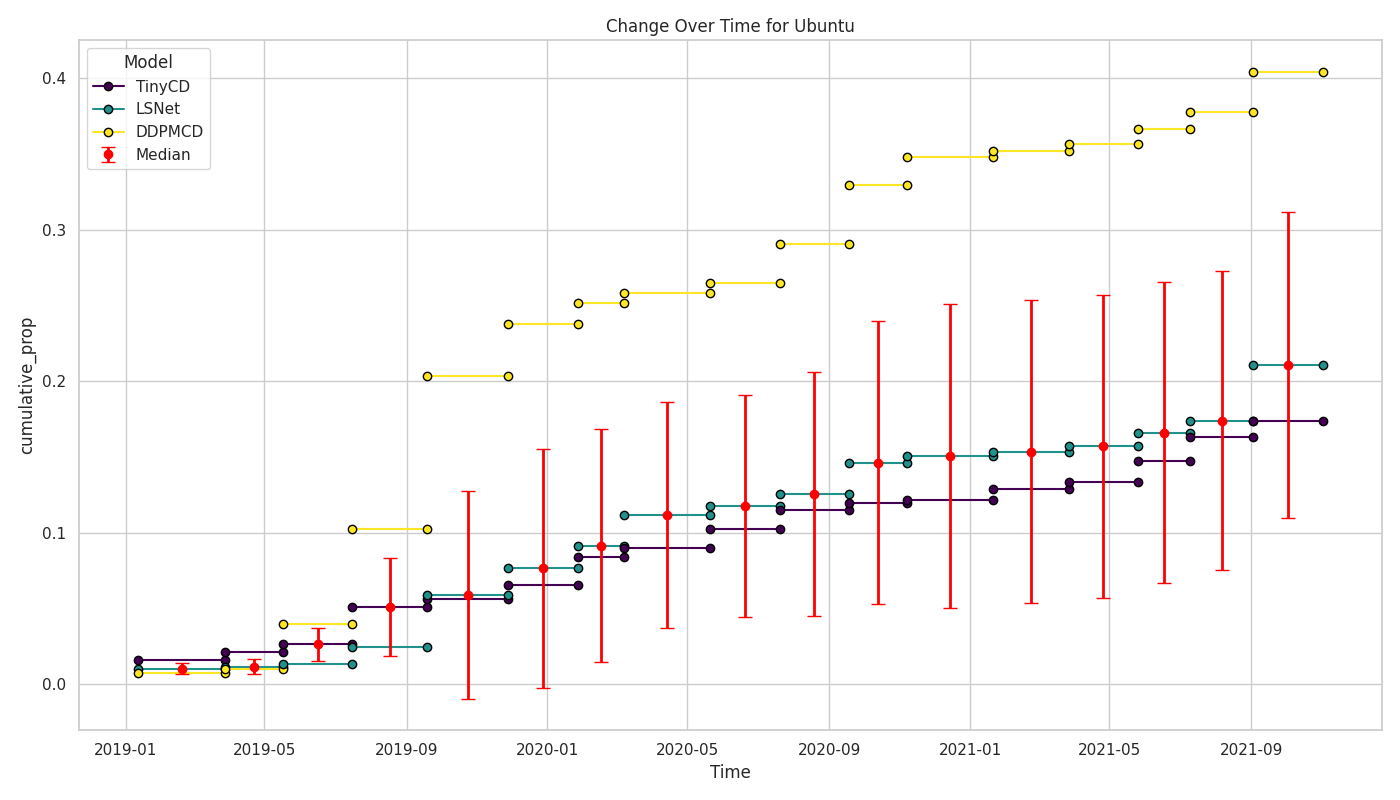 Change Over Time for Ubuntu
Model
TinyCD
LSNet
DDPMCD
Median
cumulative_prop
0.4
0.3
0.2
0.1
0.0
2019-01
2019-05
2019-09
2020-01
2020-05
2020-09
2021-01
2021-05
2021-09
Time